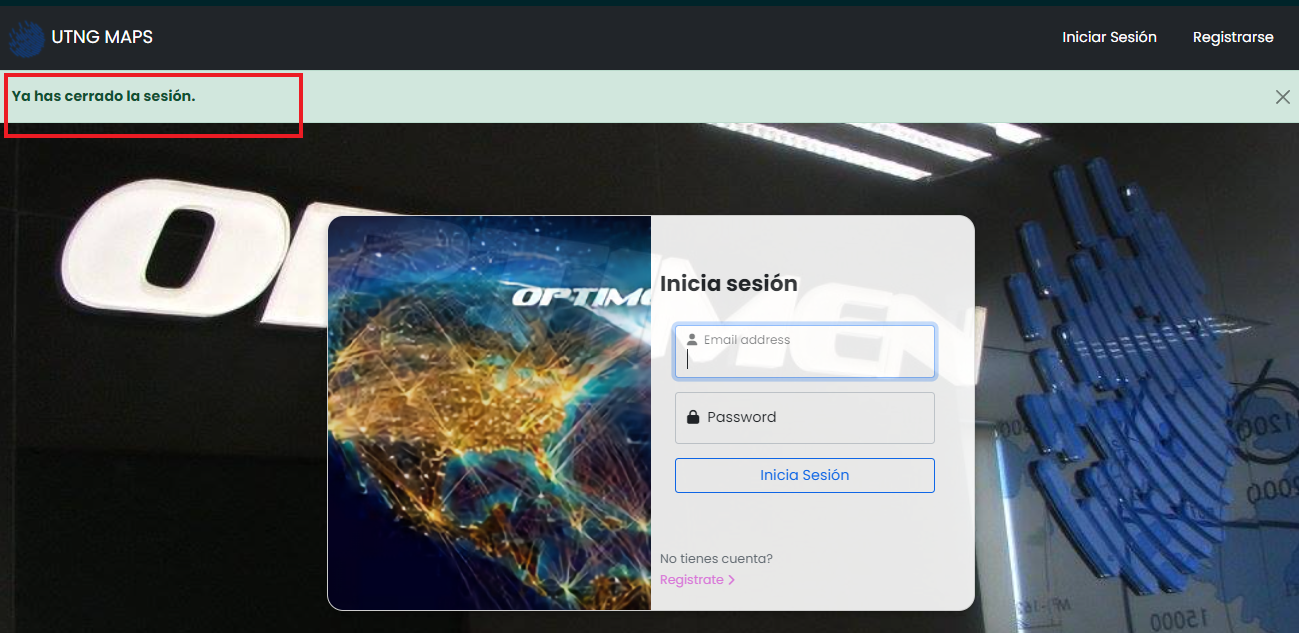 UTNG MAPS
Iniciar Sesión
Registrarse
Ya has cerrado la sesión.
OPTIM
Inicia sesión
Email address
Password
Inicia Sesión
No tienes cuenta?
Registrate
1200
15000